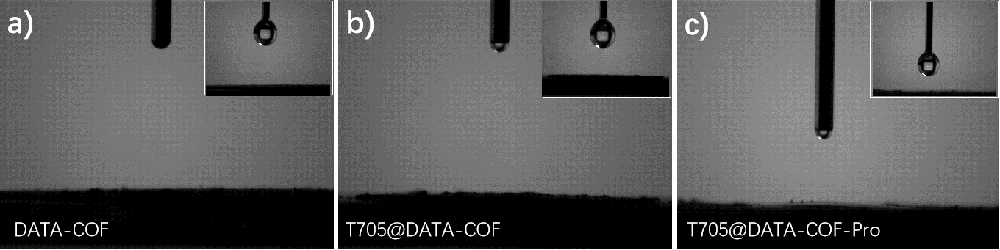 a)
b)
c)
DATA-COF
T705@DATA-COF
T705@DATA-COF-Pro